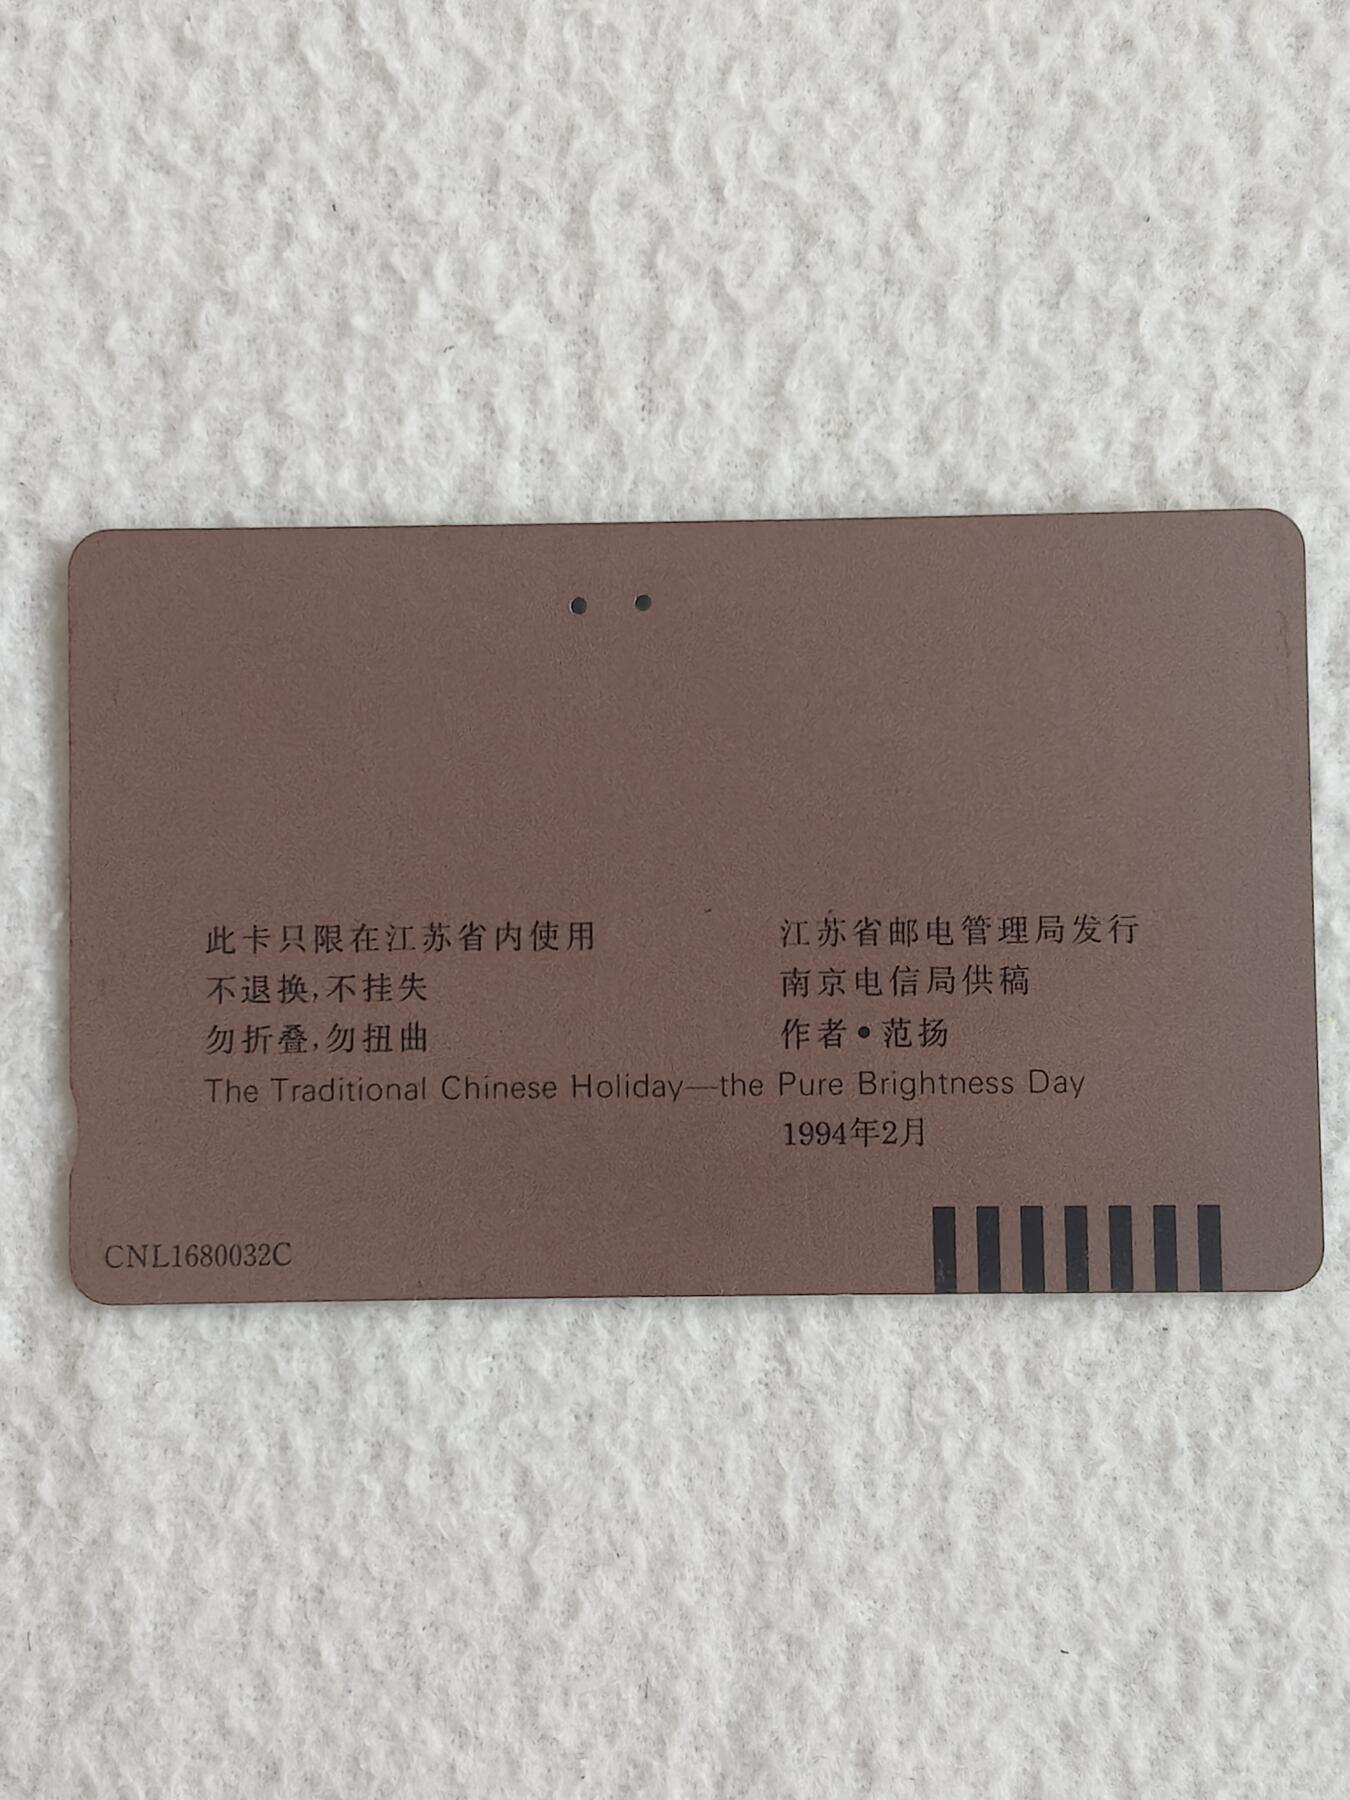 此卡只限在江苏省内使用
不退换,不挂失
勿折叠,勿扭曲
江苏省邮电管理局发行
南京电信局供稿
作者•范扬
The Traditional Chinese Holiday—the Pure Brightness Day
1994年2月
CNL1680032C